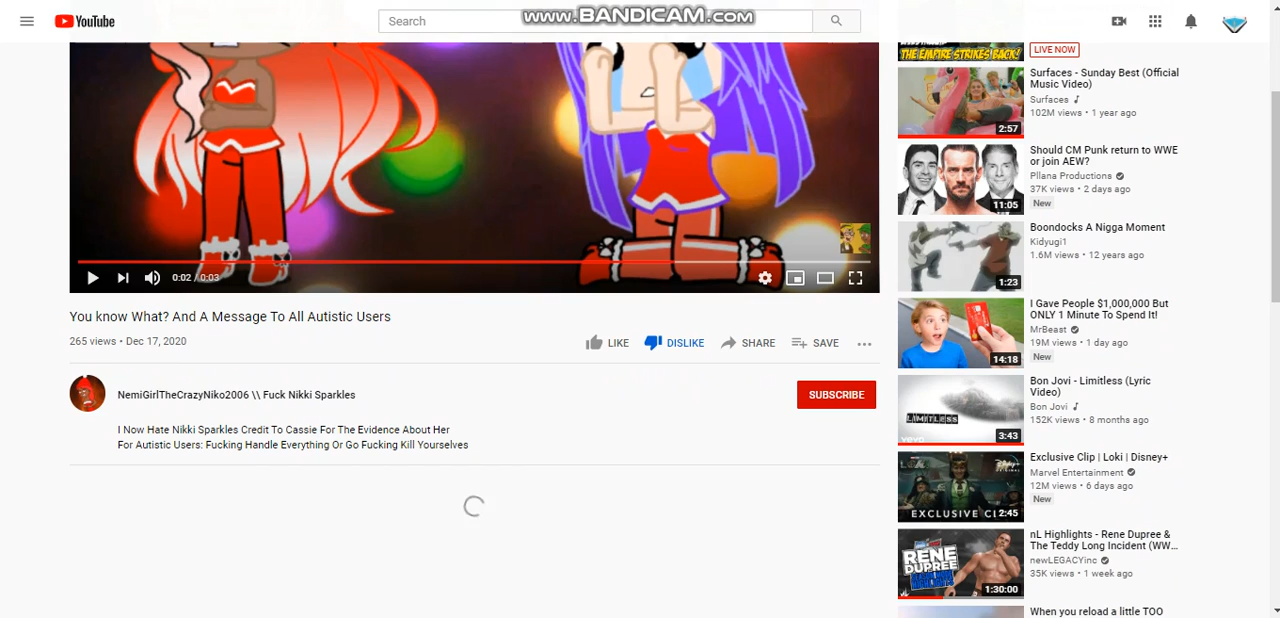 YouTube
Search
www.BANDICAM.com
THE EMPIRE STRIKES BACK!
LIVE NOW
Surfaces - Sunday Best (Official
Music Video)
Surfaces
102M views • 1 year ago
2:57
Should CM Punk return to WWE
or join AEW?
Pllana Productions
37K views • 2 days ago
New
11:05
Boondocks A Nigga Moment
Kidyugi1
1.6M views • 12 years ago
1:23
I Gave People $1,000,000 But
ONLY 1 Minute To Spend It!
MrBeast
19M views • 1 day ago
New
14:18
Bon Jovi - Limitless (Lyric
Video)
Bon Jovi
152K views • 8 months ago
LIMITLESS
vevo
3:43
Exclusive Clip | Loki | Disney+
Marvel Entertainment
12M views • 6 days ago
New
EXCLUSIVE CL
2:45
nL Highlights - Rene Dupree &
The Teddy Long Incident (WW...
newLEGACYinc
35K views • 1 week ago
RENE
DUPREE
1:30:00
When you reload a little TOO
0:02 / 0:03
You know What? And A Message To All Autistic Users
265 views • Dec 17, 2020
LIKE
DISLIKE
SHARE
SAVE
NemiGirlTheCrazyNiko2006 \\ Fuck Nikki Sparkles
SUBSCRIBE
I Now Hate Nikki Sparkles Credit To Cassie For The Evidence About Her
For Autistic Users: Fucking Handle Everything Or Go Fucking Kill Yourselves